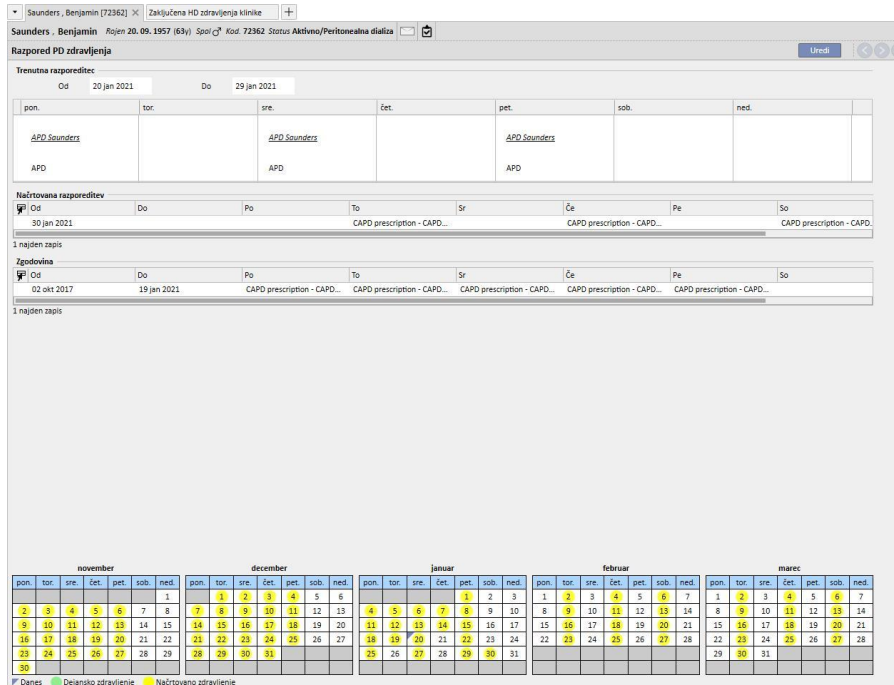 Saunders , Benjamin [72362] × Zaključena HD zdravljenja klinike +
Saunders , Benjamin Rojen 20. 09. 1957 (63y) Spol ♂ Kod. 72362 Status Aktivno/Peritonealna dializa
Razpored PD zdravljenja Uredi
Trenutna razporeditec
Od 20 jan 2021 Do 29 jan 2021
pon. tor. sre. čet. pet. sob. ned.
APD Saunders APD Saunders APD Saunders
APD APD APD
Načrtovana razporeditev
Od Do Po To Sr Če Pe So
30 jan 2021 CAPD prescription - CAPD... CAPD prescription - CAPD... CAPD prescription - CAPD.
1 najden zapis
Zgodovina
Od Do Po To Sr Če Pe So
02 okt 2017 19 jan 2021 CAPD prescription - CAPD... CAPD prescription - CAPD... CAPD prescription - CAPD... CAPD prescription - CAPD... CAPD prescription - CAPD...
1 najden zapis
november december januar februar marec
pon. tor. sre. čet. pet. sob. ned. pon. tor. sre. čet. pet. sob. ned. pon. tor. sre. čet. pet. sob. ned. pon. tor. sre. čet. pet. sob. ned. pon. tor. sre. čet. pet. sob. ned.
1 1 2 3 4 5 6 1 2 3 1 2 3 4 5 6 7 1 2 3 4 5 6 7
2 3 4 5 6 7 8 7 8 9 10 11 12 13 4 5 6 7 8 9 10 8 9 10 11 12 13 14 8 9 10 11 12 13 14
9 10 11 12 13 14 15 14 15 16 17 18 19 20 11 12 13 14 15 16 17 15 16 17 18 19 20 21 15 16 17 18 19 20 21
16 17 18 19 20 21 22 21 22 23 24 25 26 27 18 19 20 21 22 23 24 22 23 24 25 26 27 28 22 23 24 25 26 27 28
23 24 25 26 27 28 29 28 29 30 31 25 26 27 28 29 30 31 29 30 31
30
Danes Dejansko zdravljenje Načrtovano zdravljenje